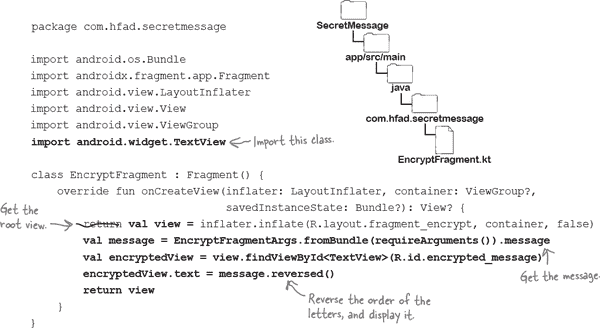 package com.hfad.secretmessage
SecretMessage
app/src/main
java
com.hfad.secretmessage
EncryptFragment.kt
import android.os.Bundle
import androidx.fragment.app.Fragment
import android.view.LayoutInflater
import android.view.View
import android.view.ViewGroup
import android.widget.TextView
Import this class.
class EncryptFragment : Fragment() {
override fun onCreateView(inflater: LayoutInflater, container: ViewGroup?,
savedInstanceState: Bundle?): View? {
Get the
root view.
return val view = inflater.inflate(R.layout.fragment_encrypt, container, false)
val message = EncryptFragmentArgs.fromBundle(requireArguments()).message
val encryptedView = view.findViewById<TextView>(R.id.encrypted_message)
Get the message.
encryptedView.text = message.reversed()
return view
Reverse the order of the
letters, and display it.
}
}